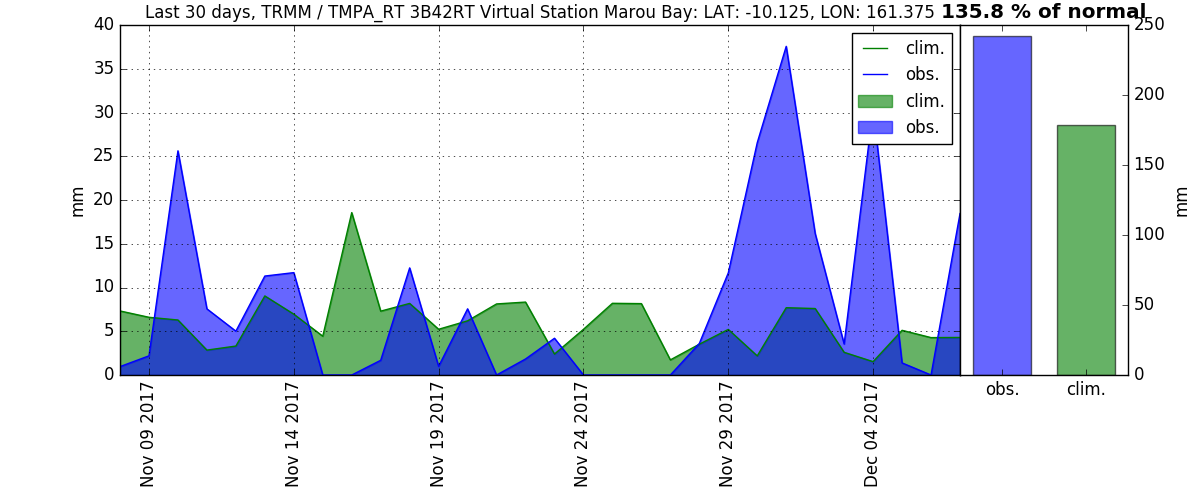 Last 30 days, TRMM / TMPA_RT 3B42RT Virtual Station Marou Bay: LAT: -10.125, LON: 161.375 135.8 % of normal
40
35
30
25
20
15
10
5
0
mm
clim.
obs.
clim.
obs.
250
200
150
100
50
0
mm
obs.
clim.
Nov 09 2017
Nov 14 2017
Nov 19 2017
Nov 24 2017
Nov 29 2017
Dec 04 2017